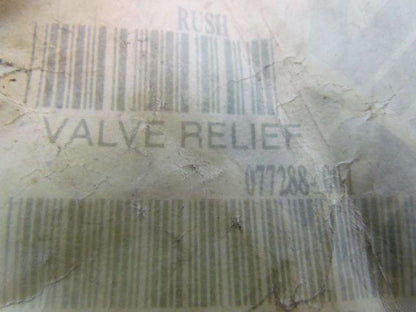 RUSH
VALVE RELIEF
077288-